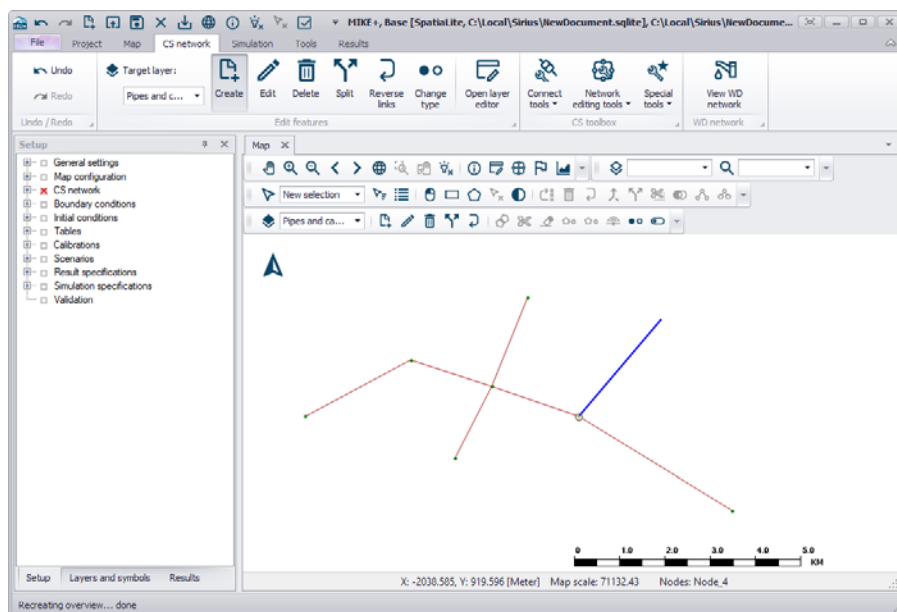 MIKE+, Base [SpatiaLite, C:\Local\Sirius\NewDocument.sqlite], C:\Local\Sirius\NewDocume...
File Project Map CS network Simulation Tools Results
Undo
Redo
Undo / Redo
Target layer:
Pipes and c...
Create
Edit
Delete
Split
Reverse links
Change type
Open layer editor
Edit features
Connect tools
Network editing tools
Special tools
CS toolbox
View WD network
WD network
Setup
General settings
Map configuration
CS network
Boundary conditions
Initial conditions
Tables
Calibrations
Scenarios
Result specifications
Simulation specifications
Validation
Setup Layers and symbols Results
Map
New selection
Pipes and ca...
0 1.0 2.0 3.0 4.0 5.0
KM
X: -2038.585, Y: 919.596 [Meter] Map scale: 71132.43 Nodes: Node_4
Recreating overview... done